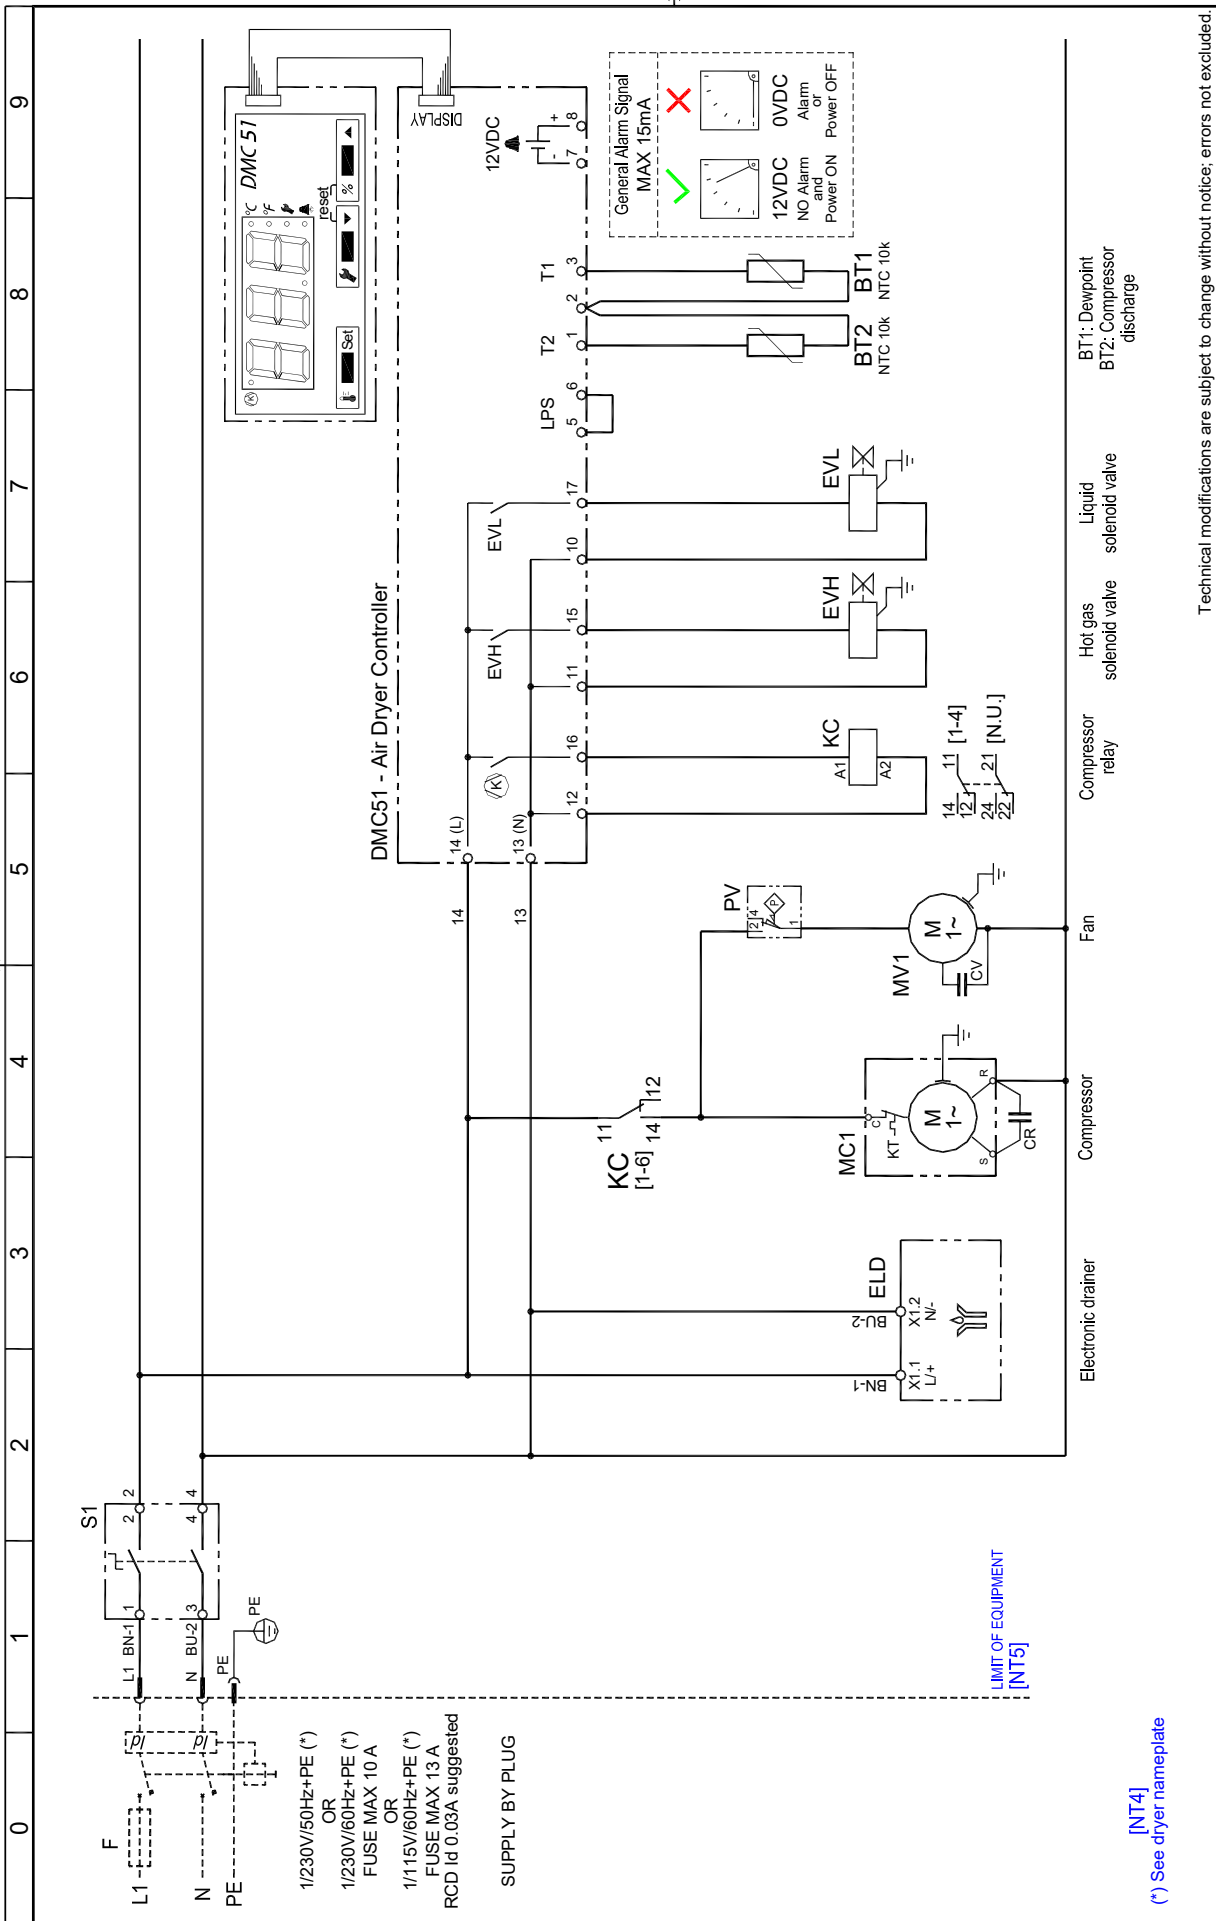 0 1 2 3 4 5 6 7 8 9
F
L1
N
PE
Id
Id
1/230V/50Hz+PE (*)
OR
1/230V/60Hz+PE (*)
FUSE MAX 10 A
OR
1/115V/60Hz+PE (*)
FUSE MAX 13 A
RCD Id 0.03A suggested
SUPPLY BY PLUG
L1 BN-1
N BU-2
PE
PE
S1
1 2 2
3 4 4
LIMIT OF EQUIPMENT
[NT5]
[NT4]
(*) See dryer nameplate
BN-1
BU-2
ELD
X1.1
L/+
X1.2
N/-
Electronic drainer
KC
[1-6]
11
14
12
MC1
C
KT
M
1~
S
R
CR
Compressor
PV
2
4
P
1
MV1
M
1~
CV
Fan
14
13
DMC51 - Air Dryer Controller
14 (L)
13 (N)
K
12
16
KC
A1
A2
14
12
11
[1-4]
24
22
21
[N.U.]
Compressor
relay
EVH
11
15
EVH
Hot gas
solenoid valve
EVL
10
17
EVL
Liquid
solenoid valve
LPS
5
6
T2
T1
1
2
3
BT2
NTC 10k
BT1
NTC 10k
BT1: Dewpoint
BT2: Compressor
discharge
12VDC
-
+
7
8
DISPLAY
DMC 51
°C
°F
K
Set
reset
%
General Alarm Signal
MAX 15mA
12VDC
NO Alarm
and
Power ON
0VDC
Alarm
or
Power OFF
Technical modifications are subject to change without notice; errors not excluded.